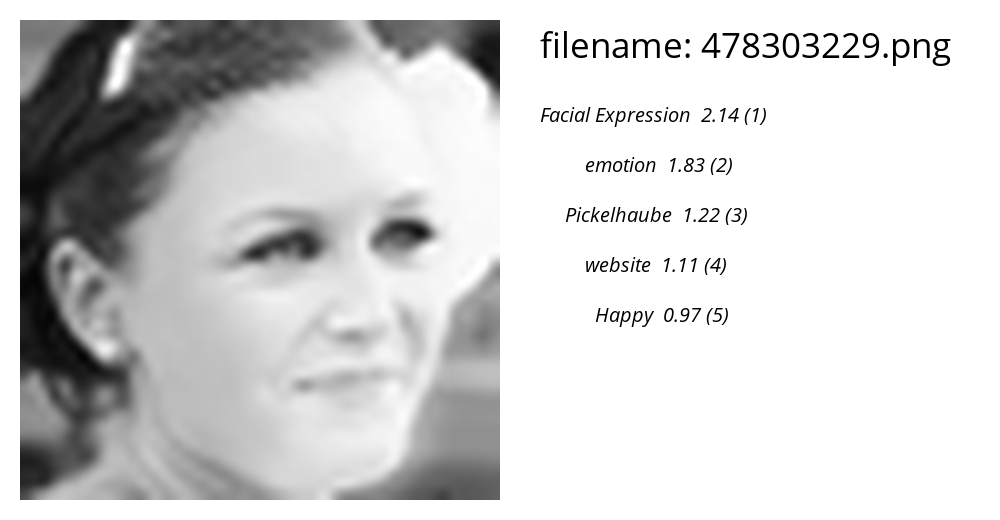 filename: 478303229.png
Facial Expression 2.14 (1)
emotion 1.83 (2)
Pickelhaube 1.22 (3)
website 1.11 (4)
Happy 0.97 (5)